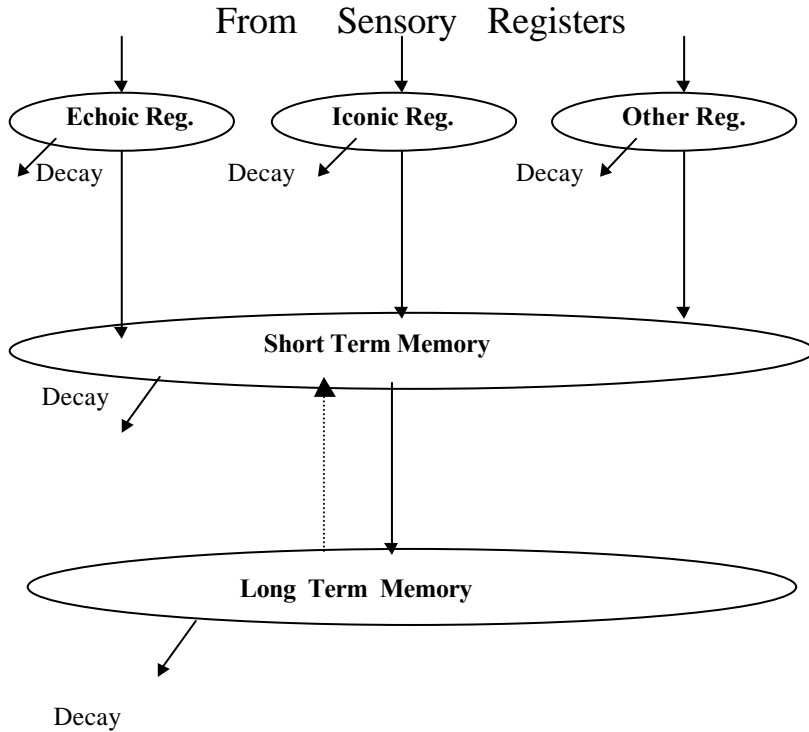 From Sensory Registers
Echoic Reg. Iconic Reg. Other Reg.
Decay Decay Decay
Short Term Memory
Decay
Long Term Memory
Decay